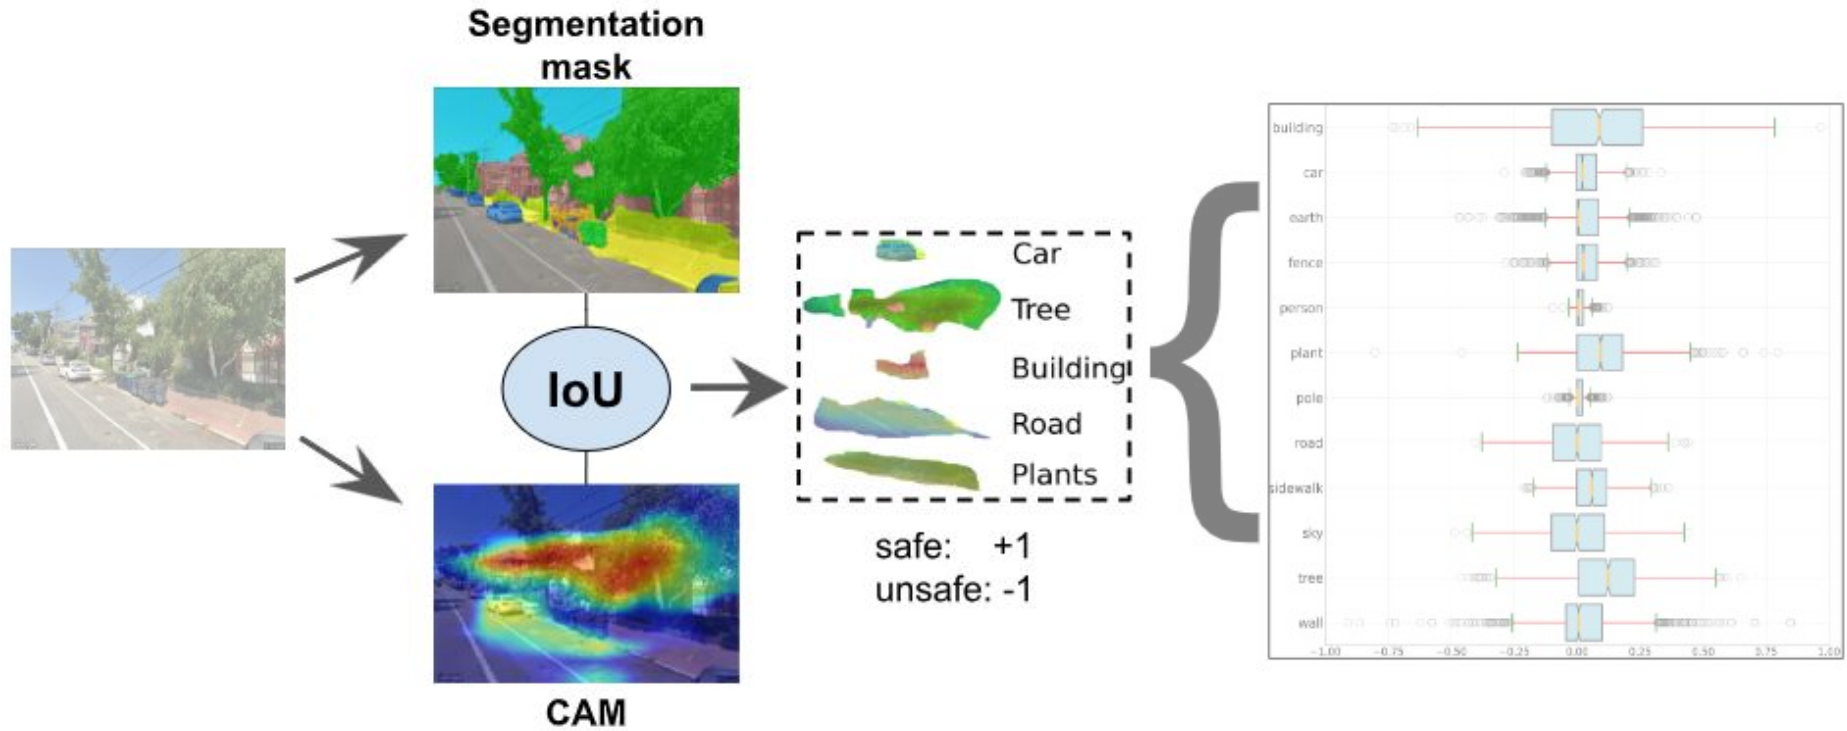 Segmentation
mask
IoU
CAM
Car
Tree
Building
Road
Plants
safe: +1
unsafe: -1
building
car
earth
fence
person
plant
pole
road
sidewalk
sky
tree
wall
−1.00 −0.75 −0.50 −0.25 0.00 0.25 0.50 0.75 1.00